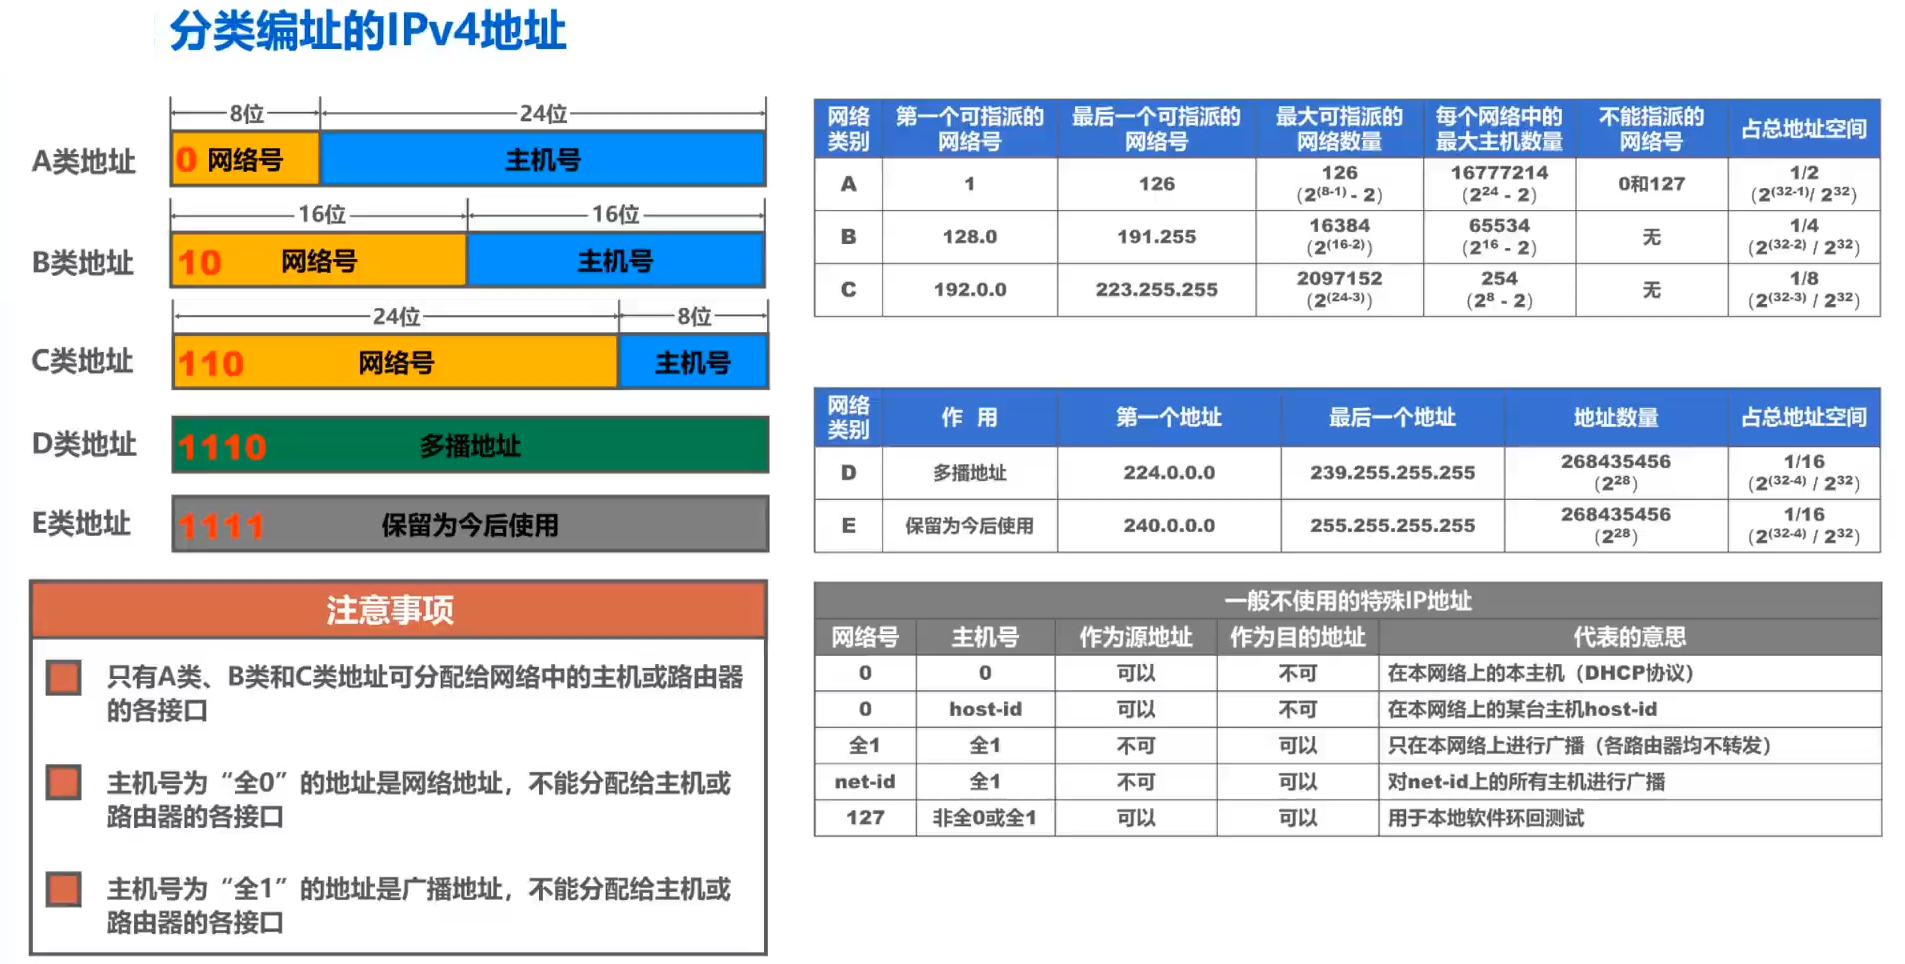 分类编址的IPv4地址
8位 24位
A类地址 0 网络号 主机号
16位 16位
B类地址 10 网络号 主机号
24位 8位
C类地址 110 网络号 主机号
D类地址 1110 多播地址
E类地址 1111 保留为今后使用
注意事项
只有A类、B类和C类地址可分配给网络中的主机或路由器
的各接口
主机号为“全0”的地址是网络地址，不能分配给主机或
路由器的各接口
主机号为“全1”的地址是广播地址，不能分配给主机或
路由器的各接口
网络 第一个可指派的 最后一个可指派的 最大可指派的 每个网络中的 不能指派的 占总地址空间
类别 网络号 网络号 网络数量 最大主机数量 网络号
A 1 126 126 16777214 0和127 1/2
(2^(8-1) - 2) (2^24 - 2) (2^(32-1)/ 2^32)
B 128.0 191.255 16384 65534 无 1/4
(2^(16-2)) (2^16 - 2) (2^(32-2) / 2^32)
C 192.0.0 223.255.255 2097152 254 无 1/8
(2^(24-3)) (2^8 - 2) (2^(32-3) / 2^32)
网络 作 用 第一个地址 最后一个地址 地址数量 占总地址空间
类别
D 多播地址 224.0.0.0 239.255.255.255 268435456 1/16
(2^28) (2^(32-4) / 2^32)
E 保留为今后使用 240.0.0.0 255.255.255.255 268435456 1/16
(2^28) (2^(32-4) / 2^32)
一般不使用的特殊IP地址
网络号 主机号 作为源地址 作为目的地址 代表的意思
0 0 可以 不可 在本网络上的本主机（DHCP协议）
0 host-id 可以 不可 在本网络上的某台主机host-id
全1 全1 不可 可以 只在本网络上进行广播（各路由器均不转发）
net-id 全1 不可 可以 对net-id上的所有主机进行广播
127 非全0或全1 可以 可以 用于本地软件环回测试